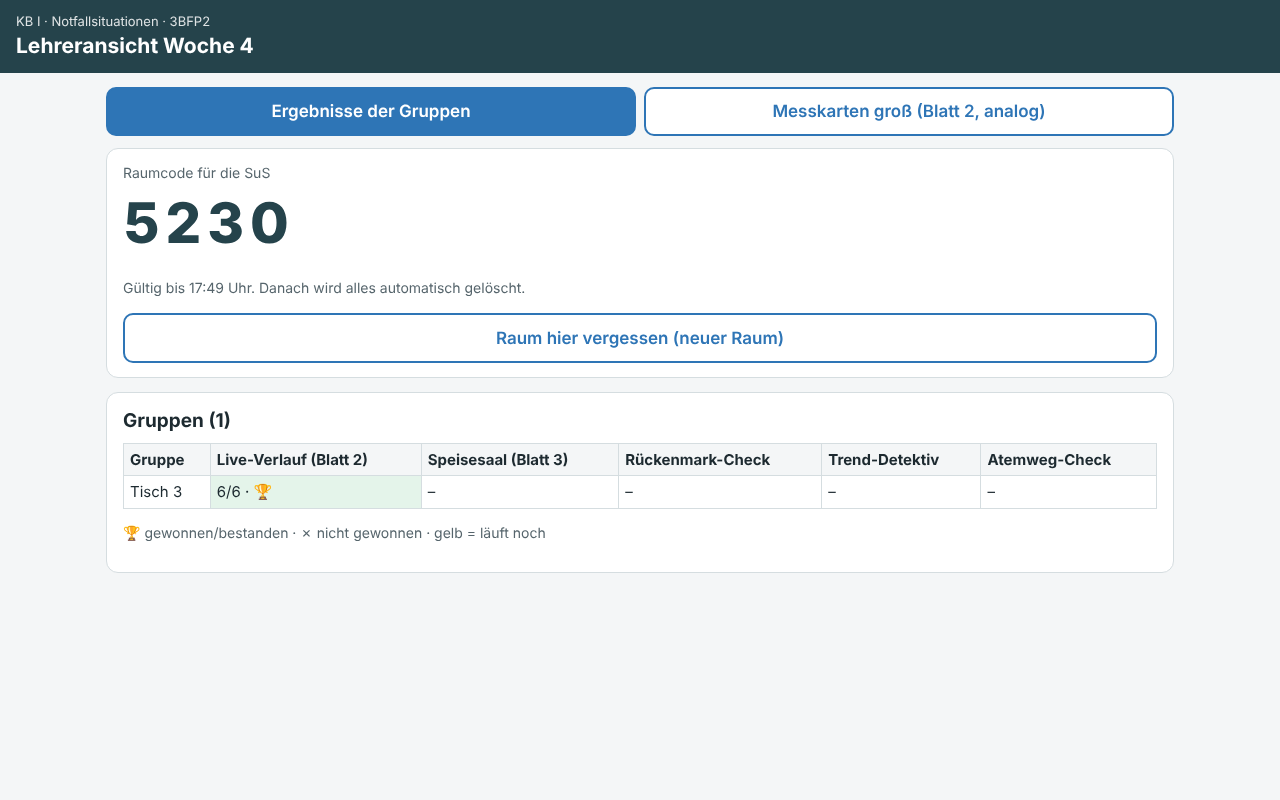 KB I · Notfallsituationen · 3BFP2
Lehreransicht Woche 4
Ergebnisse der Gruppen
Messkarten groß (Blatt 2, analog)
Raumcode für die SuS
5230
Gültig bis 17:49 Uhr. Danach wird alles automatisch gelöscht.
Raum hier vergessen (neuer Raum)
Gruppen (1)
Gruppe Live-Verlauf (Blatt 2) Speisesaal (Blatt 3) Rückenmark-Check Trend-Detektiv Atemweg-Check
Tisch 3 6/6 · 🏆 – – – –
🏆 gewonnen/bestanden · × nicht gewonnen · gelb = läuft noch